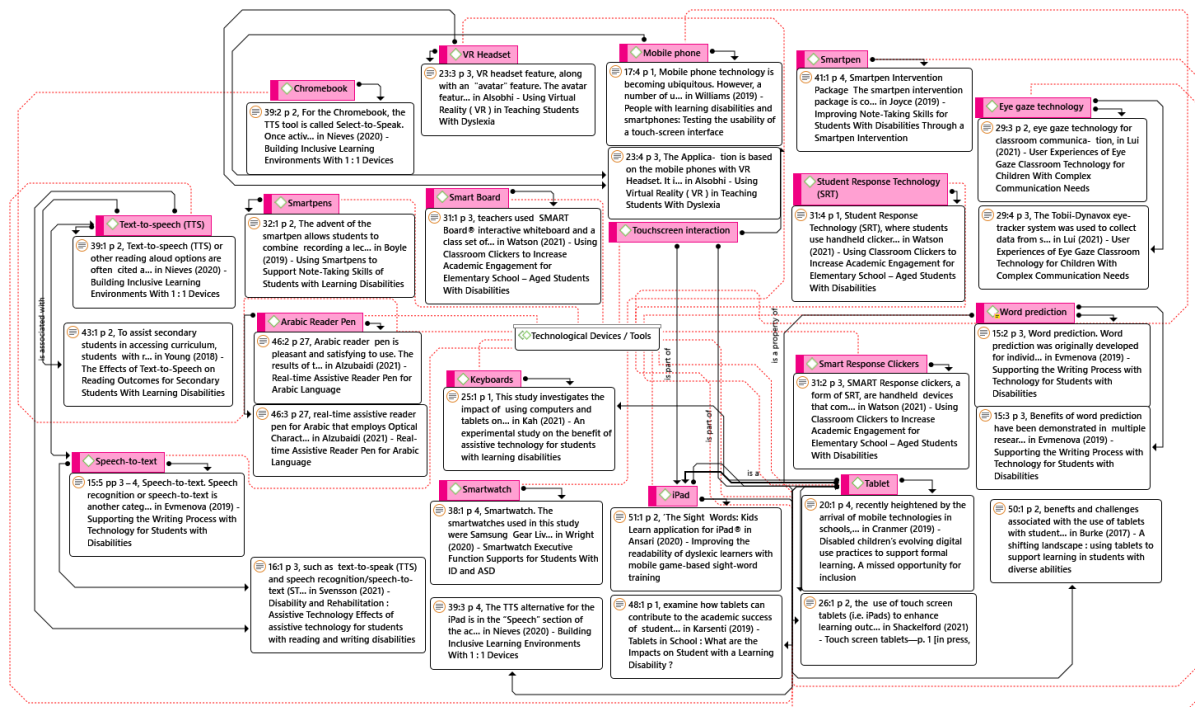 VR Headset
23:3 p 3, VR headset feature, along
with an "avatar" feature. The avatar
featur... in Alsobhi - Using Virtual
Reality ( VR ) in Teaching Students
With Dyslexia
Mobile phone
17:4 p 1, Mobile phone technology is
becoming ubiquitous. However, a
number of u... in Williams (2019) -
People with learning disabilities and
smartphones: Testing the usability of
a touch-screen interface
23:4 p 3, The Applica- tion is based
on the mobile phones with VR
Headset. It i... in Alsobhi - Using
Virtual Reality ( VR ) in Teaching
Students With Dyslexia
Smartpen
41:1 p 4, Smartpen Intervention
Package The smartpen intervention
package is co... in Joyce (2019) -
Improving Note-Taking Skills for
Students With Disabilities Through a
Smartpen Intervention
Eye gaze technology
29:3 p 2, eye gaze technology for
classroom communica- tion, in Lui
(2021) - User Experiences of Eye
Gaze Classroom Technology for
Children With Complex
Communication Needs
29:4 p 3, The Tobii-Dynavox eye-
tracker system was used to collect
data from s... in Lui (2021) - User
Experiences of Eye Gaze Classroom
Technology for Children With
Complex Communication Needs
Chromebook
39:2 p 2, For the Chromebook, the
TTS tool is called Select-to-Speak.
Once activ... in Nieves (2020) -
Building Inclusive Learning
Environments With 1 : 1 Devices
Text-to-speech (TTS)
39:1 p 2, Text-to-speech (TTS) or
other reading aloud options are
often cited a... in Nieves (2020) -
Building Inclusive Learning
Environments With 1 : 1 Devices
is associated with
43:1 p 2, To assist secondary
students in accessing curriculum,
students with r... in Young (2018) -
The Effects of Text-to-Speech on
Reading Outcomes for Secondary
Students With Learning Disabilities
Smartpens
32:1 p 2, The advent of the
smartpen allows students to
combine recording a lec... in Boyle
(2019) - Using Smartpens to
Support Note-Taking Skills of
Students with Learning Disabilities
Smart Board
31:1 p 3, teachers used SMART
Board® interactive whiteboard and a
class set of... in Watson (2021) - Using
Classroom Clickers to Increase
Academic Engagement for
Elementary School – Aged Students
With Disabilities
Touchscreen interaction
Student Response Technology
(SRT)
31:4 p 1, Student Response
Technology (SRT), where students
use handheld clicker... in Watson
(2021) - Using Classroom Clickers to
Increase Academic Engagement for
Elementary School – Aged Students
With Disabilities
Arabic Reader Pen
46:2 p 27, Arabic reader pen is
pleasant and satisfying to use. The
results of t... in Alzubaidi (2021) -
Real-time Assistive Reader Pen for
Arabic Language
46:3 p 27, real-time assistive reader
pen for Arabic that employs Optical
Charact... in Alzubaidi (2021) - Real-
time Assistive Reader Pen for Arabic
Language
Technological Devices / Tools
is a property of
is part of
is part of
is a
Keyboards
25:1 p 1, This study investigates the
impact of using computers and
tablets on... in Kah (2021) - An
experimental study on the benefit of
assistive technology for students
with learning disabilities
Smart Response Clickers
31:2 p 3, SMART Response clickers, a
form of SRT, are handheld devices
that com... in Watson (2021) - Using
Classroom Clickers to Increase
Academic Engagement for
Elementary School – Aged Students
With Disabilities
Word prediction
15:2 p 3, Word prediction. Word
prediction was originally developed
for individ... in Evmenova (2019) -
Supporting the Writing Process with
Technology for Students with
Disabilities
15:3 p 3, Benefits of word prediction
have been demonstrated in multiple
resear... in Evmenova (2019) -
Supporting the Writing Process with
Technology for Students with
Disabilities
Speech-to-text
15:5 pp 3 – 4, Speech-to-text. Speech
recognition or speech-to-text is
another categ... in Evmenova (2019) -
Supporting the Writing Process with
Technology for Students with
Disabilities
16:1 p 3, such as text-to-speak (TTS)
and speech recognition/speech-to-
text (ST... in Svensson (2021) -
Disability and Rehabilitation :
Assistive Technology Effects of
assistive technology for students
with reading and writing disabilities
Smartwatch
38:1 p 4, Smartwatch. The
smartwatches used in this study
were Samsung Gear Liv... in Wright
(2020) - Smartwatch Executive
Function Supports for Students With
ID and ASD
39:3 p 4, The TTS alternative for the
iPad is in the "Speech" section of
the ac... in Nieves (2020) - Building
Inclusive Learning Environments
With 1 : 1 Devices
iPad
51:1 p 2, 'The Sight Words: Kids
Learn application for iPad® in
Ansari (2020) - Improving the
readability of dyslexic learners with
mobile game-based sight-word
training
48:1 p 1, examine how tablets can
contribute to the academic success
of student... in Karsenti (2019) -
Tablets in School : What are the
Impacts on Student with a Learning
Disability ?
Tablet
20:1 p 4, recently heightened by the
arrival of mobile technologies in
schools,... in Cranmer (2019) -
Disabled children's evolving digital
use practices to support formal
learning. A missed opportunity for
inclusion
26:1 p 2, the use of touch screen
tablets (i.e. iPads) to enhance
learning outc... in Shackelford (2021)
- Touch screen tablets—p. 1 [in press,
50:1 p 2, benefits and challenges
associated with the use of tablets
with student... in Burke (2017) - A
shifting landscape : using tablets to
support learning in students with
diverse abilities